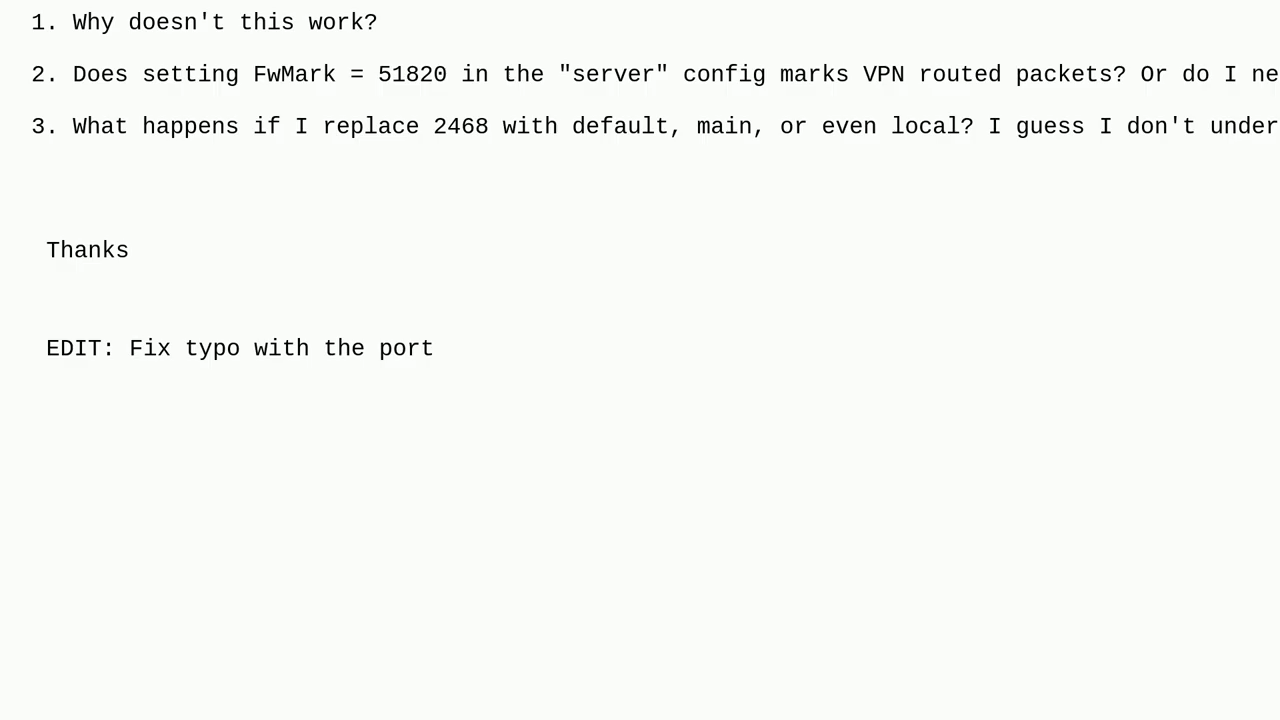 1. Why doesn't this work?
2. Does setting FwMark = 51820 in the "server" config marks VPN routed packets? Or do I ne
3. What happens if I replace 2468 with default, main, or even local? I guess I don't under
Thanks
EDIT: Fix typo with the port